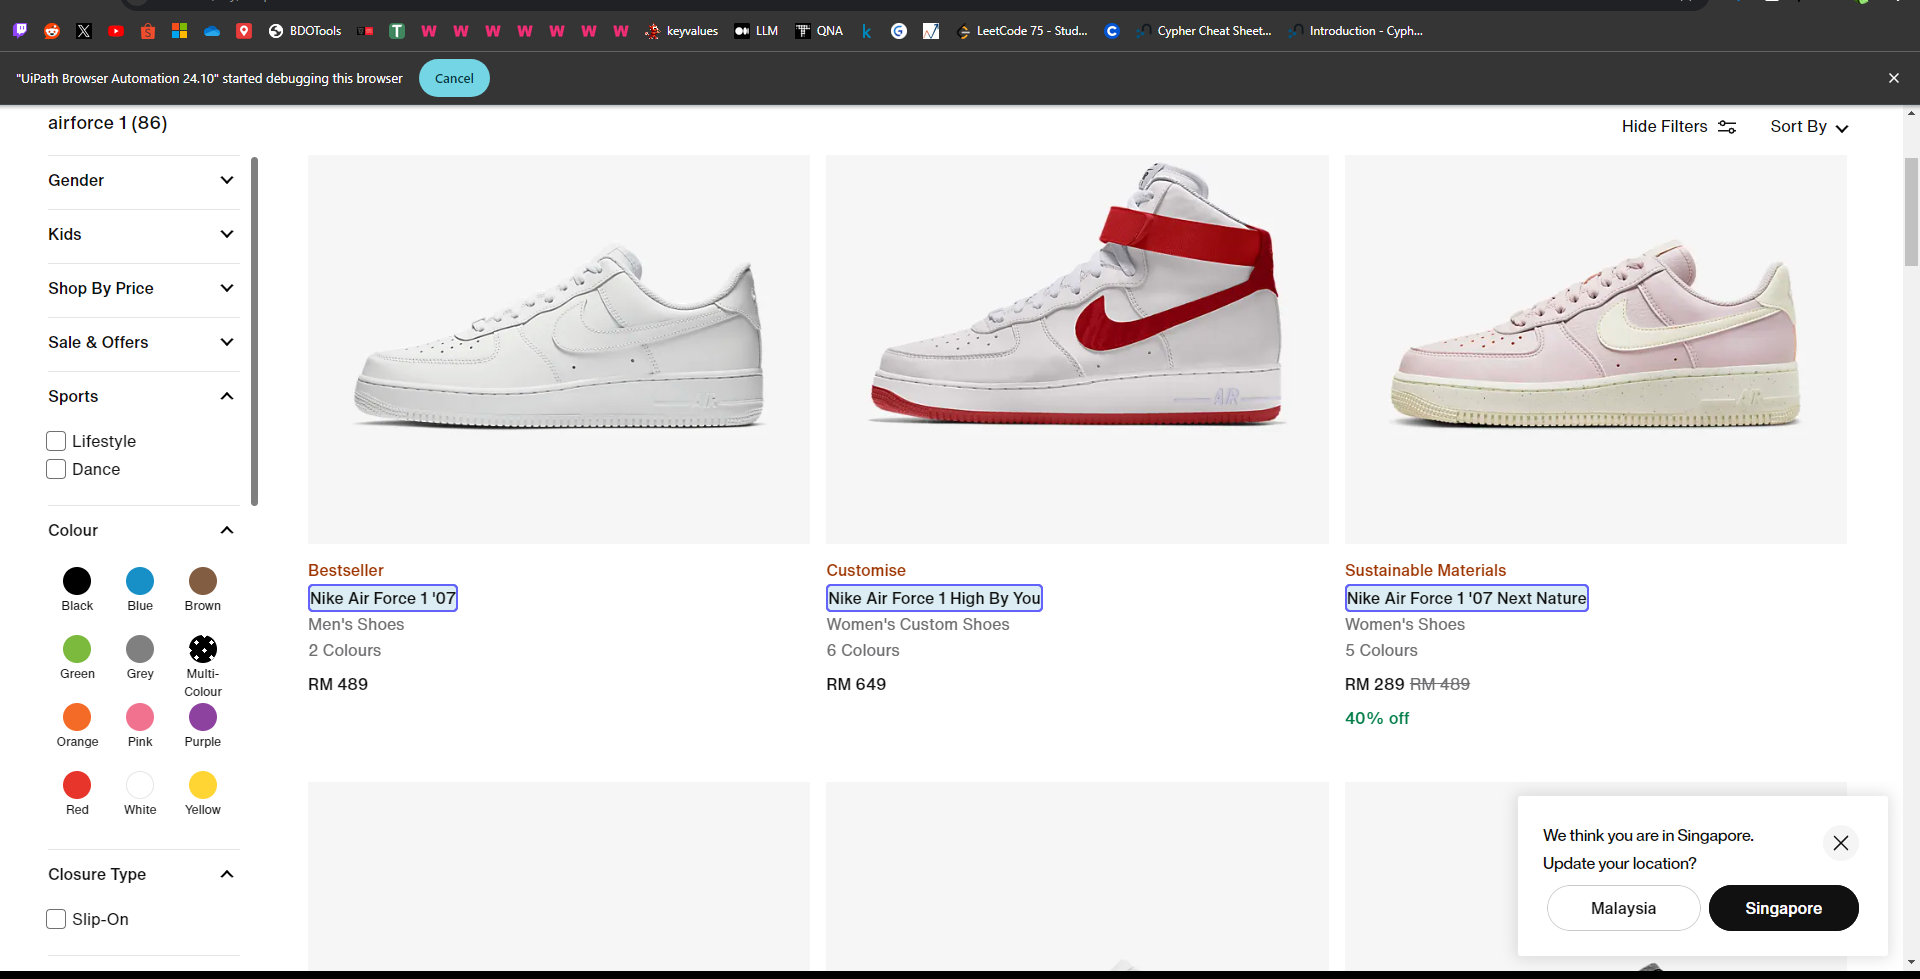 BDOTools
keyvalues
LLM
QNA
LeetCode 75 - Stud...
Cypher Cheat Sheet...
Introduction - Cyph...
"UiPath Browser Automation 24.10" started debugging this browser
Cancel
airforce 1 (86)
Hide Filters
Sort By
Gender
Kids
Shop By Price
Sale & Offers
Sports
Lifestyle
Dance
Colour
Black
Blue
Brown
Green
Grey
Multi-
Colour
Orange
Pink
Purple
Red
White
Yellow
Closure Type
Slip-On
AIR
AIR
AIR
Bestseller
Nike Air Force 1 '07
Men's Shoes
2 Colours
RM 489
Customise
Nike Air Force 1 High By You
Women's Custom Shoes
6 Colours
RM 649
Sustainable Materials
Nike Air Force 1 '07 Next Nature
Women's Shoes
5 Colours
RM 289 RM 489
40% off
We think you are in Singapore.
Update your location?
Malaysia
Singapore